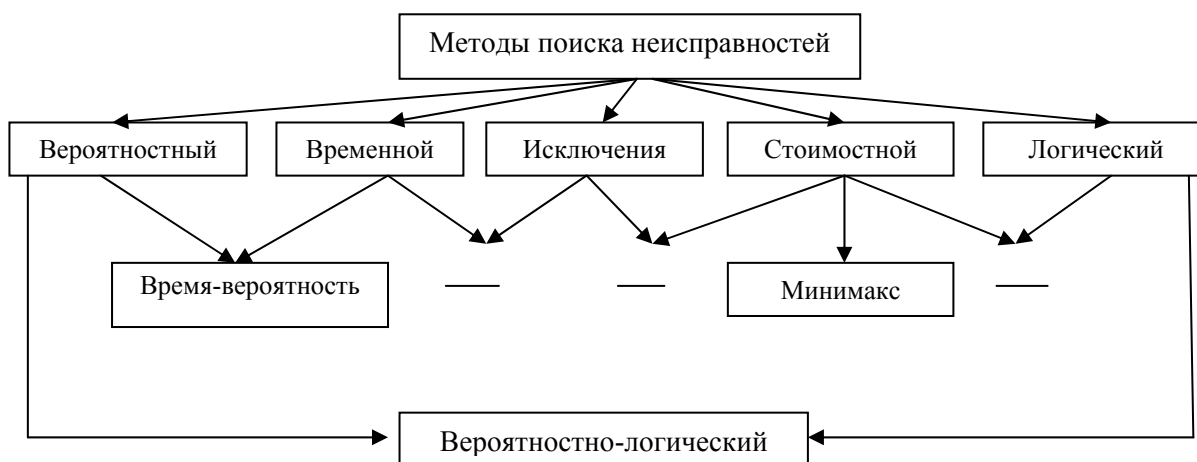 Методы поиска неисправностей
Вероятностный
Временной
Исключения
Стоимостной
Логический
Время-вероятность
Минимакс
Вероятностно-логический